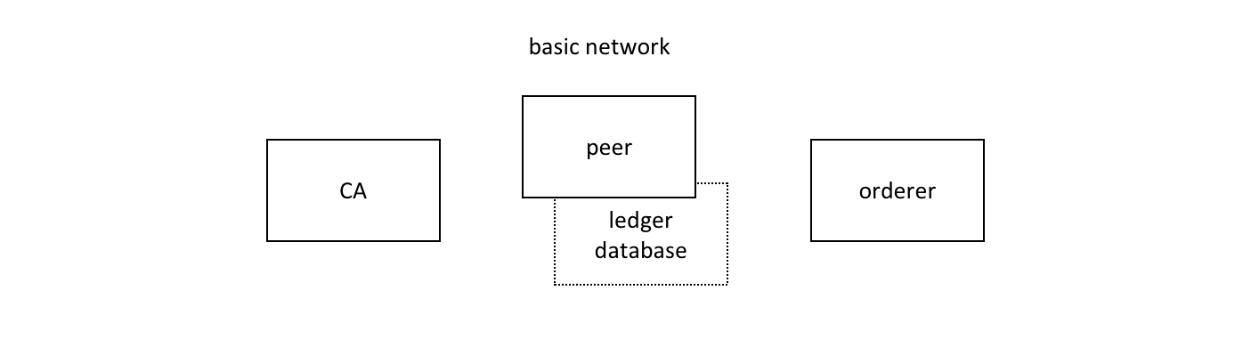 basic network
peer
CA
orderer
ledger
database